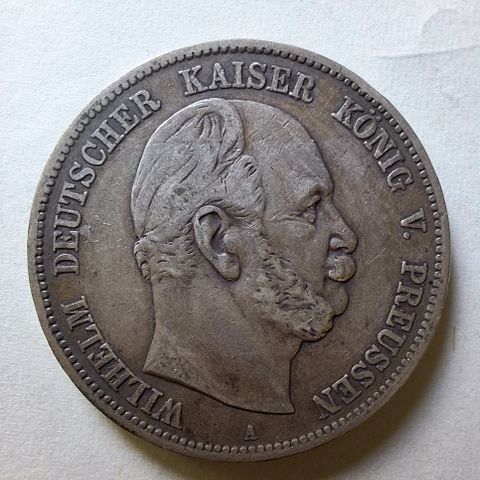 WILHELM DEUTSCHER KAISER KÖNIG V. PREUSSEN
A